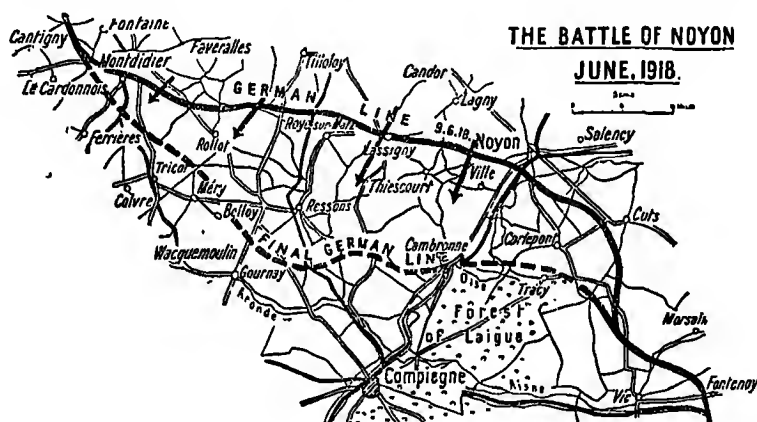 THE BATTLE OF NOYON
JUNE, 1918.
Fontaine
Cantigny
Faverolles
Montdidier
Tilloloy
Candor
Le Cardonnois
GERMAN LINE
Lagny
9.6.18.
Ferrières
Rollot
Roye-sur-Matz
Lassigny
Noyon
Salency
Tricot
Ville
Méry
Thiescourt
Belloy
Ressons
Cuts
Wacquemoulin
FINAL GERMAN LINE
Cambronne
Carlepont
Gournay
Oise
Tracy
Aronde
Forest
of Laigue
Morsain
Compiegne
Aisne
Vic
Fontenoy